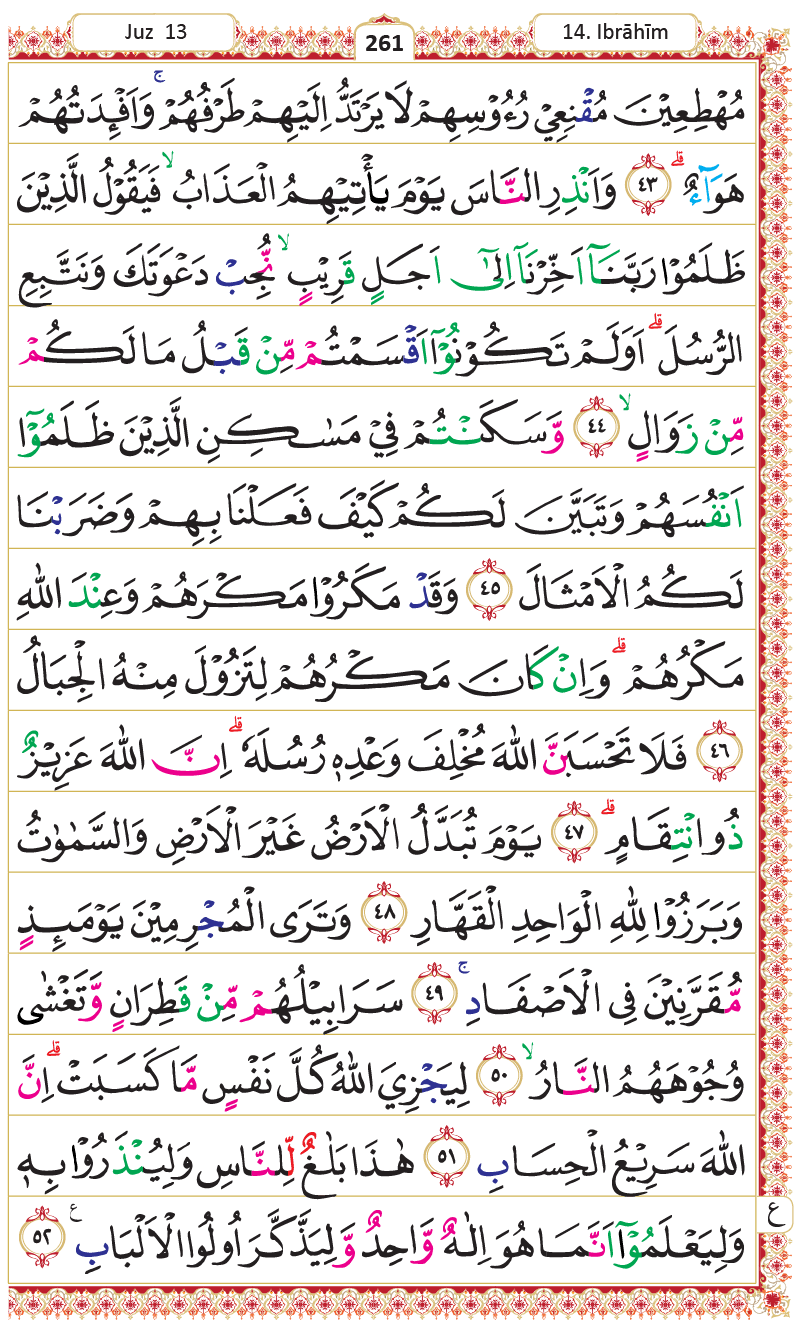 Juz 13
261
14. Ibrāhīm
مُهْطِعِيْنَ مُقْنِعِيْ رُءُوْسِهِمْ لَا يَرْتَدُّ اِلَيْهِمْ طَرْفُهُمْ ۚ وَاَفْـِٕدَتُهُمْ
هَوَآءٌ ۗ ٤٣ وَاَنْذِرِ النَّاسَ يَوْمَ يَأْتِيْهِمُ الْعَذَابُ ۙ فَيَقُوْلُ الَّذِيْنَ
ظَلَمُوْا رَبَّنَآ اَخِّرْنَآ اِلٰٓى اَجَلٍ قَرِيْبٍ ۙ نُّجِبْ دَعْوَتَكَ وَنَتَّبِعِ
الرُّسُلَ ۗ اَوَلَمْ تَكُوْنُوْٓا اَقْسَمْتُمْ مِّنْ قَبْلُ مَا لَكُمْ
مِّنْ زَوَالٍ ۙ ٤٤ وَّسَكَنْتُمْ فِيْ مَسٰكِنِ الَّذِيْنَ ظَلَمُوْٓا
اَنْفُسَهُمْ وَتَبَيَّنَ لَكُمْ كَيْفَ فَعَلْنَا بِهِمْ وَضَرَبْنَا
لَكُمُ الْاَمْثَالَ ٤٥ وَقَدْ مَكَرُوْا مَكْرَهُمْ وَعِنْدَ اللّٰهِ
مَكْرُهُمْ ۗ وَاِنْ كَانَ مَكْرُهُمْ لِتَزُوْلَ مِنْهُ الْجِبَالُ
٤٦ فَلَا تَحْسَبَنَّ اللّٰهَ مُخْلِفَ وَعْدِهٖ رُسُلَهٗ ۗ اِنَّ اللّٰهَ عَزِيْزٌ
ذُو انْتِقَامٍ ۗ ٤٧ يَوْمَ تُبَدَّلُ الْاَرْضُ غَيْرَ الْاَرْضِ وَالسَّمٰوٰتُ
وَبَرَزُوْا لِلّٰهِ الْوَاحِدِ الْقَهَّارِ ٤٨ وَتَرَى الْمُجْرِمِيْنَ يَوْمَىِٕذٍ
مُّقَرَّنِيْنَ فِى الْاَصْفَادِ ۚ ٤٩ سَرَابِيْلُهُمْ مِّنْ قَطِرَانٍ وَّتَغْشٰى
وُجُوْهَهُمُ النَّارُ ۙ ٥٠ لِيَجْزِيَ اللّٰهُ كُلَّ نَفْسٍ مَّا كَسَبَتْ ۗ اِنَّ
اللّٰهَ سَرِيْعُ الْحِسَابِ ٥١ هٰذَا بَلٰغٌ لِّلنَّاسِ وَلِيُنْذَرُوْا بِهٖ
وَلِيَعْلَمُوْٓا اَنَّمَا هُوَ اِلٰهٌ وَّاحِدٌ وَّلِيَذَّكَّرَ اُولُوا الْاَلْبَابِ ࣖ ٥٢
ع